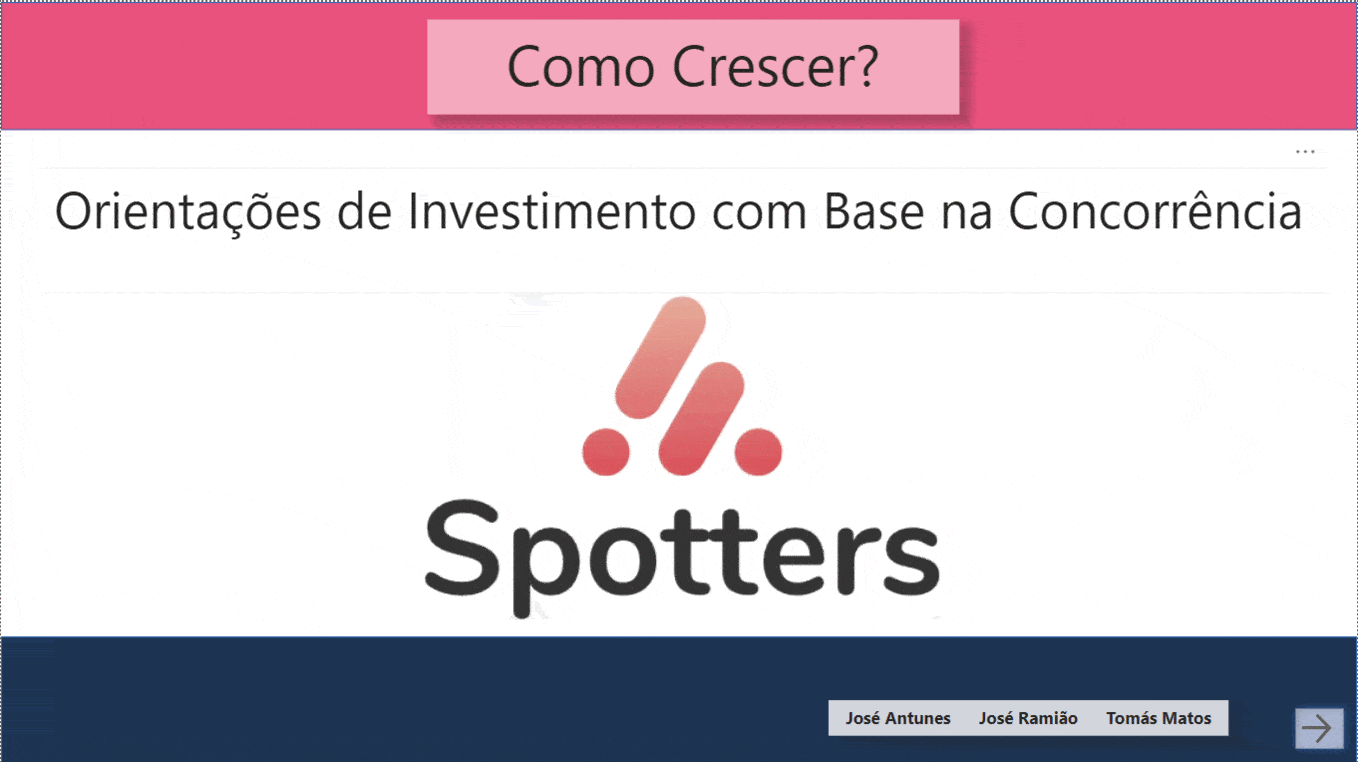 Como Crescer?
Orientações de Investimento com Base na Concorrência
Spotters
José Antunes José Ramião Tomás Matos